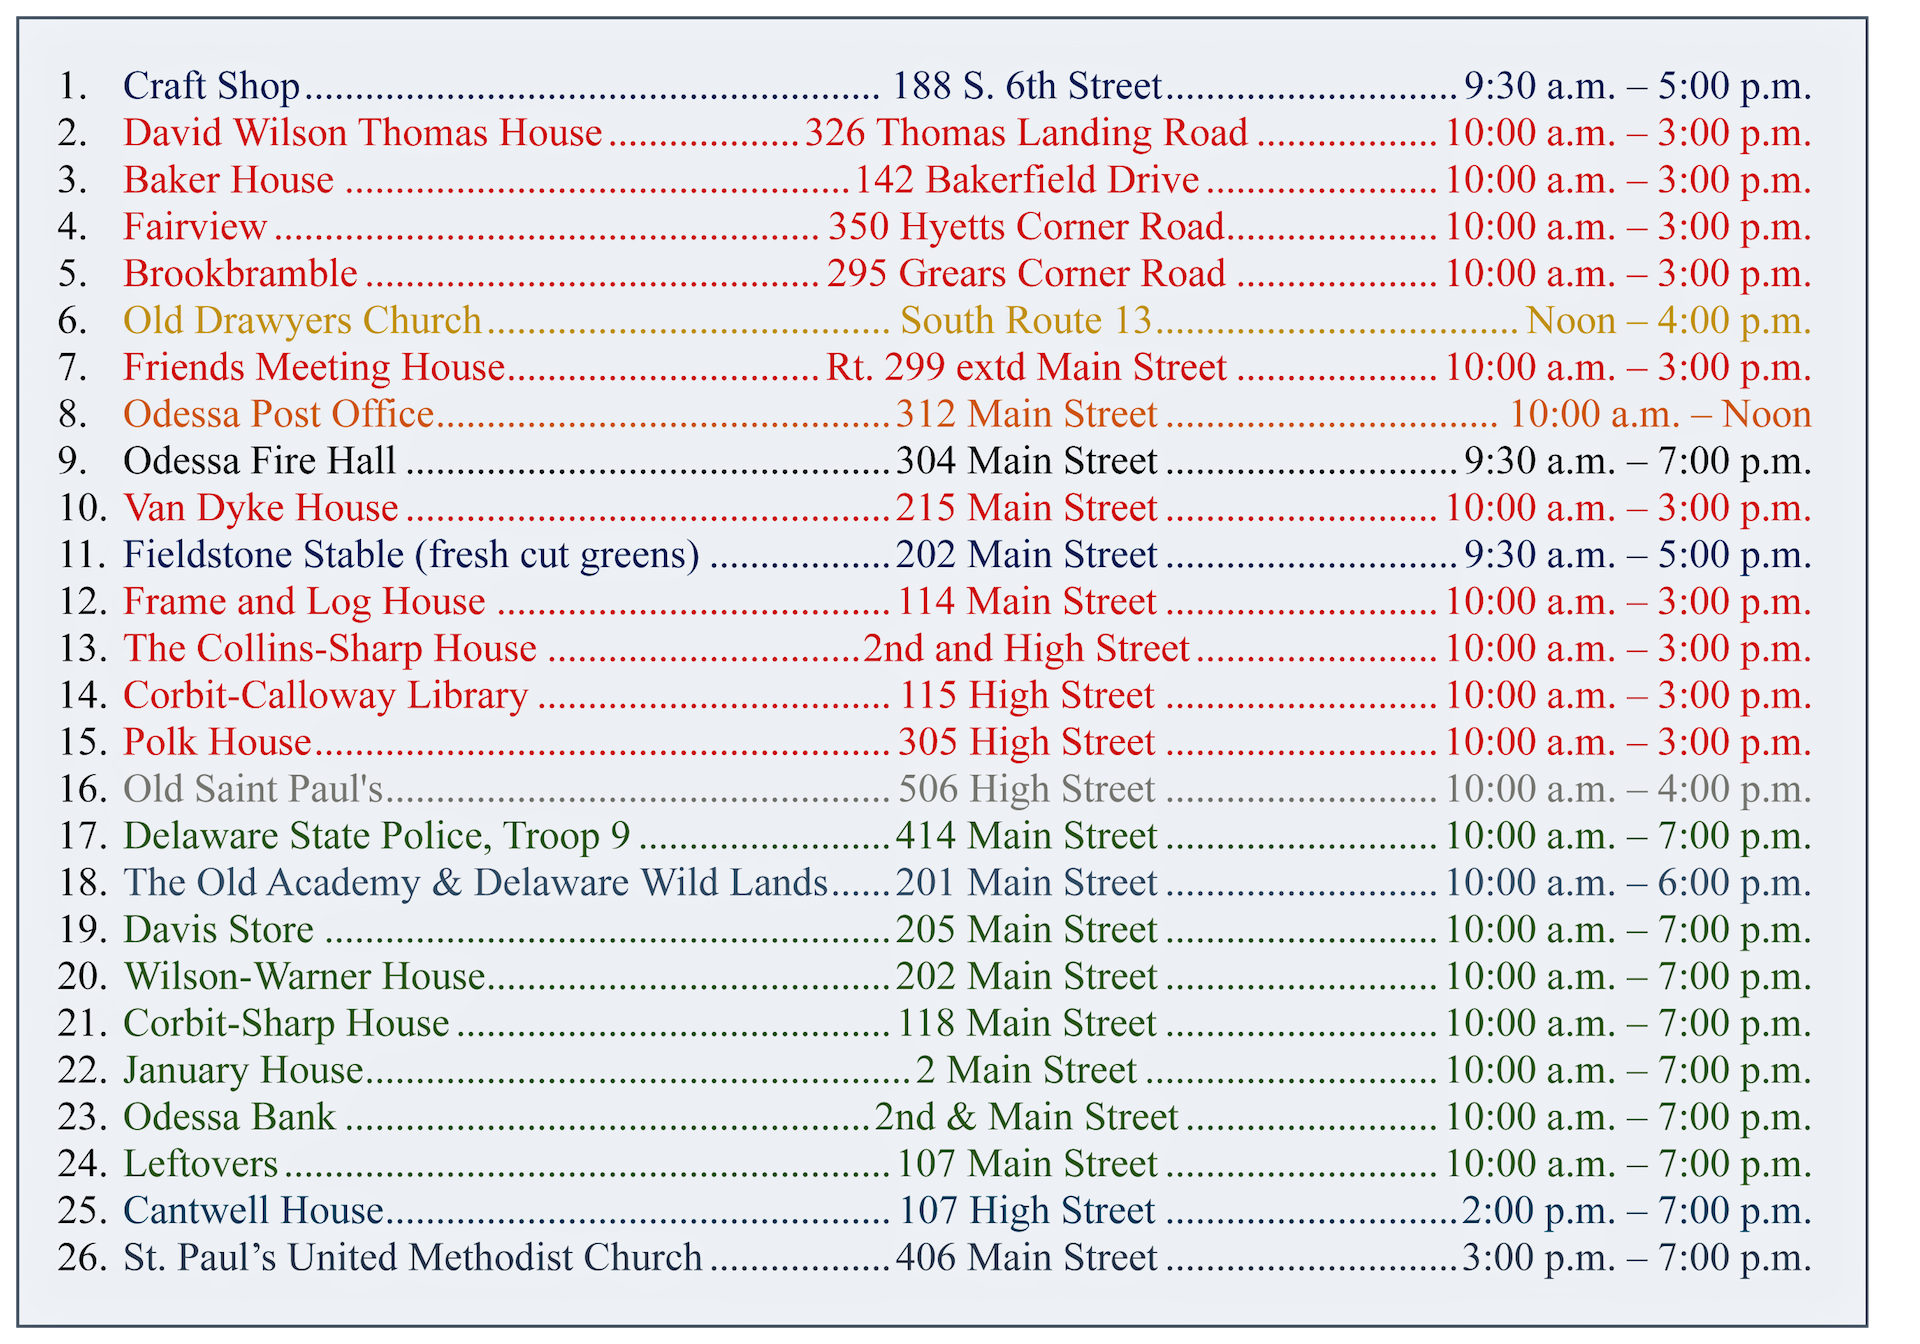 1. Craft Shop......................................................... 188 S. 6th Street............................. 9:30 a.m. – 5:00 p.m.
2. David Wilson Thomas House ................... 326 Thomas Landing Road .................. 10:00 a.m. – 3:00 p.m.
3. Baker House .................................................. 142 Bakerfield Drive ....................... 10:00 a.m. – 3:00 p.m.
4. Fairview ...................................................... 350 Hyetts Corner Road..................... 10:00 a.m. – 3:00 p.m.
5. Brookbramble ............................................. 295 Grears Corner Road .................... 10:00 a.m. – 3:00 p.m.
6. Old Drawyers Church........................................ South Route 13.................................... Noon – 4:00 p.m.
7. Friends Meeting House............................... Rt. 299 extd Main Street .................... 10:00 a.m. – 3:00 p.m.
8. Odessa Post Office............................................. 312 Main Street ................................. 10:00 a.m. – Noon
9. Odessa Fire Hall ................................................ 304 Main Street ............................. 9:30 a.m. – 7:00 p.m.
10. Van Dyke House ................................................ 215 Main Street ........................... 10:00 a.m. – 3:00 p.m.
11. Fieldstone Stable (fresh cut greens) .................. 202 Main Street ............................. 9:30 a.m. – 5:00 p.m.
12. Frame and Log House ....................................... 114 Main Street ........................... 10:00 a.m. – 3:00 p.m.
13. The Collins-Sharp House ............................... 2nd and High Street ........................ 10:00 a.m. – 3:00 p.m.
14. Corbit-Calloway Library ................................... 115 High Street ........................... 10:00 a.m. – 3:00 p.m.
15. Polk House......................................................... 305 High Street ........................... 10:00 a.m. – 3:00 p.m.
16. Old Saint Paul's.................................................. 506 High Street ........................... 10:00 a.m. – 4:00 p.m.
17. Delaware State Police, Troop 9 ......................... 414 Main Street ........................... 10:00 a.m. – 7:00 p.m.
18. The Old Academy & Delaware Wild Lands...... 201 Main Street ........................... 10:00 a.m. – 6:00 p.m.
19. Davis Store ........................................................ 205 Main Street ........................... 10:00 a.m. – 7:00 p.m.
20. Wilson-Warner House........................................ 202 Main Street ........................... 10:00 a.m. – 7:00 p.m.
21. Corbit-Sharp House ........................................... 118 Main Street ........................... 10:00 a.m. – 7:00 p.m.
22. January House...................................................... 2 Main Street ............................. 10:00 a.m. – 7:00 p.m.
23. Odessa Bank .................................................... 2nd & Main Street ......................... 10:00 a.m. – 7:00 p.m.
24. Leftovers ............................................................ 107 Main Street ........................... 10:00 a.m. – 7:00 p.m.
25. Cantwell House.................................................. 107 High Street ............................. 2:00 p.m. – 7:00 p.m.
26. St. Paul’s United Methodist Church .................. 406 Main Street ............................. 3:00 p.m. – 7:00 p.m.